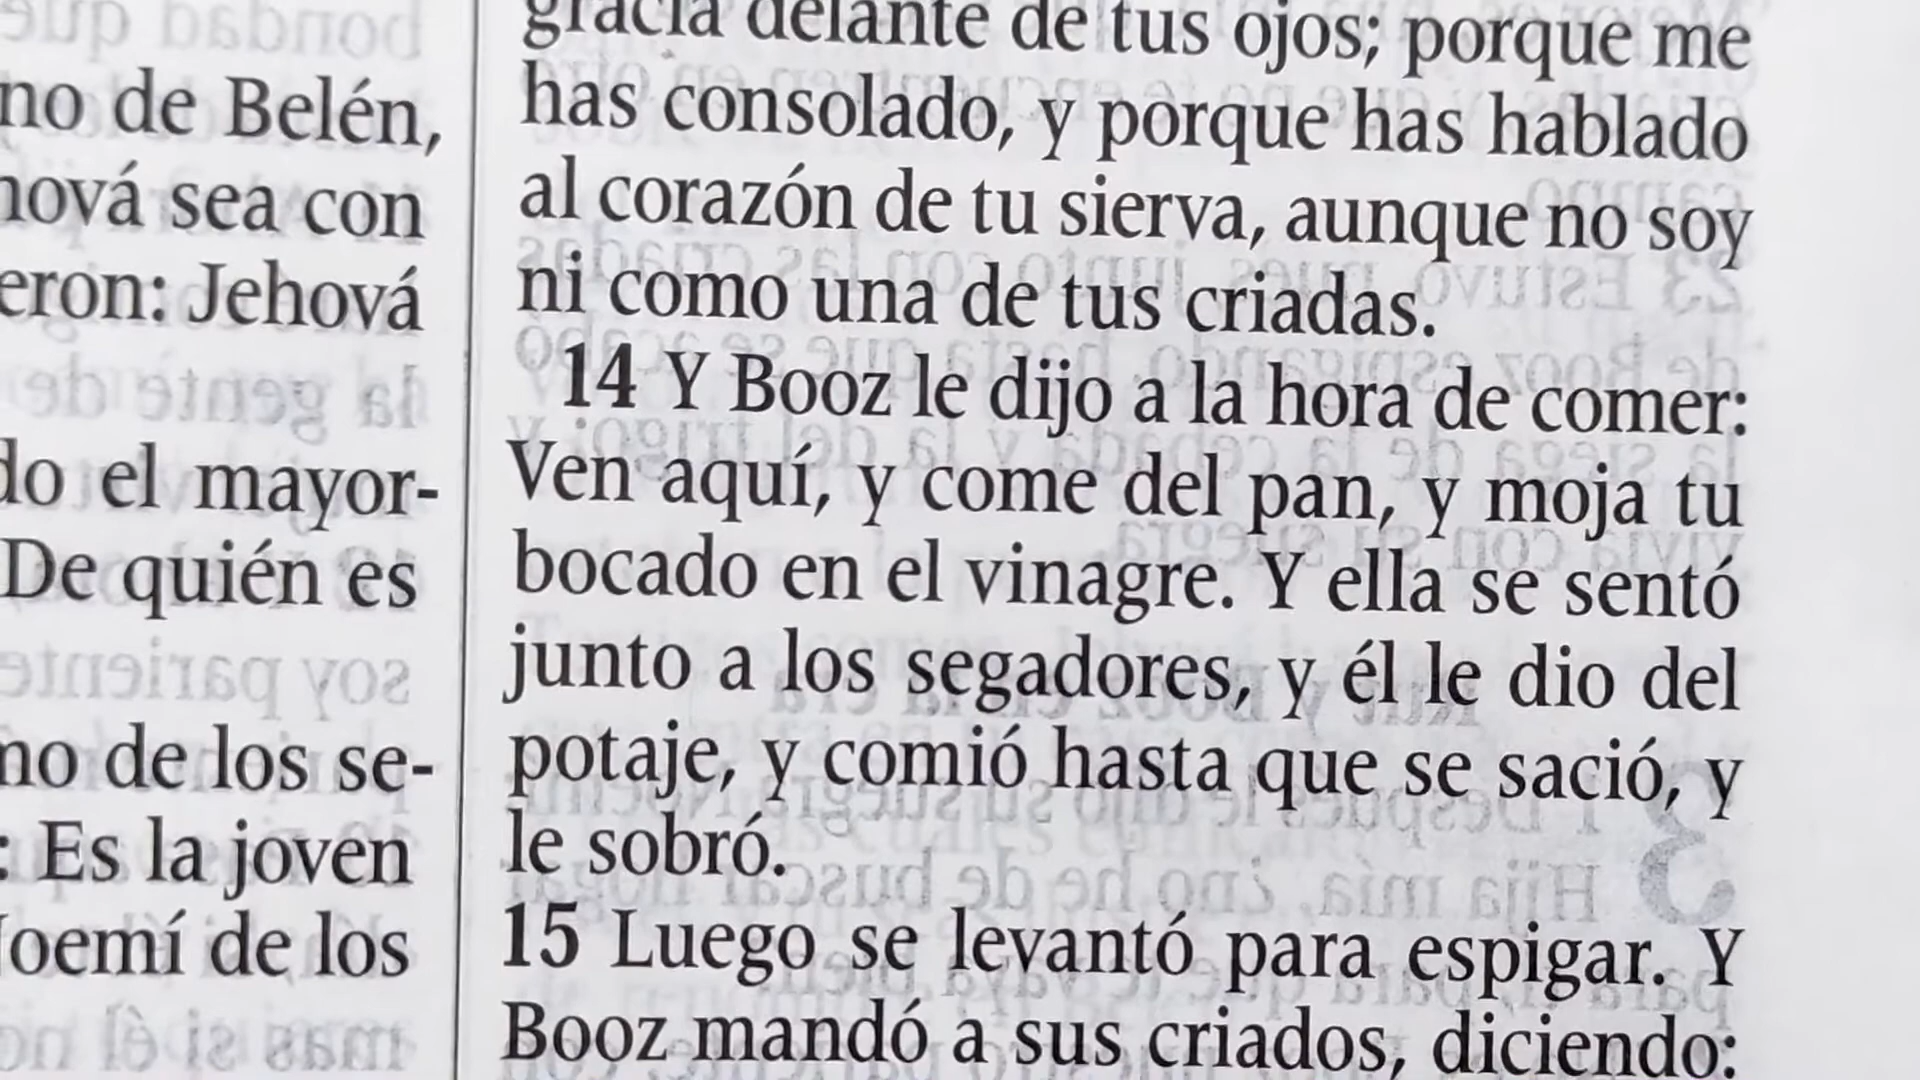 no de Belén,
sea con
eron: Jehová
el mayor-
De quién es
de los se-
: Es la joven
de los
gracia delante de tus ojos; porque me
has consolado, y porque has hablado
al corazón de tu sierva, aunque no soy
ni como una de tus criadas.
14 Y Booz le dijo a la hora de comer:
Ven aquí, y come del pan, y moja tu
bocado en el vinagre. Y ella se sentó
junto a los segadores, y él le dio del
potaje, y comió hasta que se sació, y
le sobró.
15 Luego se levantó para espigar. Y
Booz mandó a sus criados, diciendo: